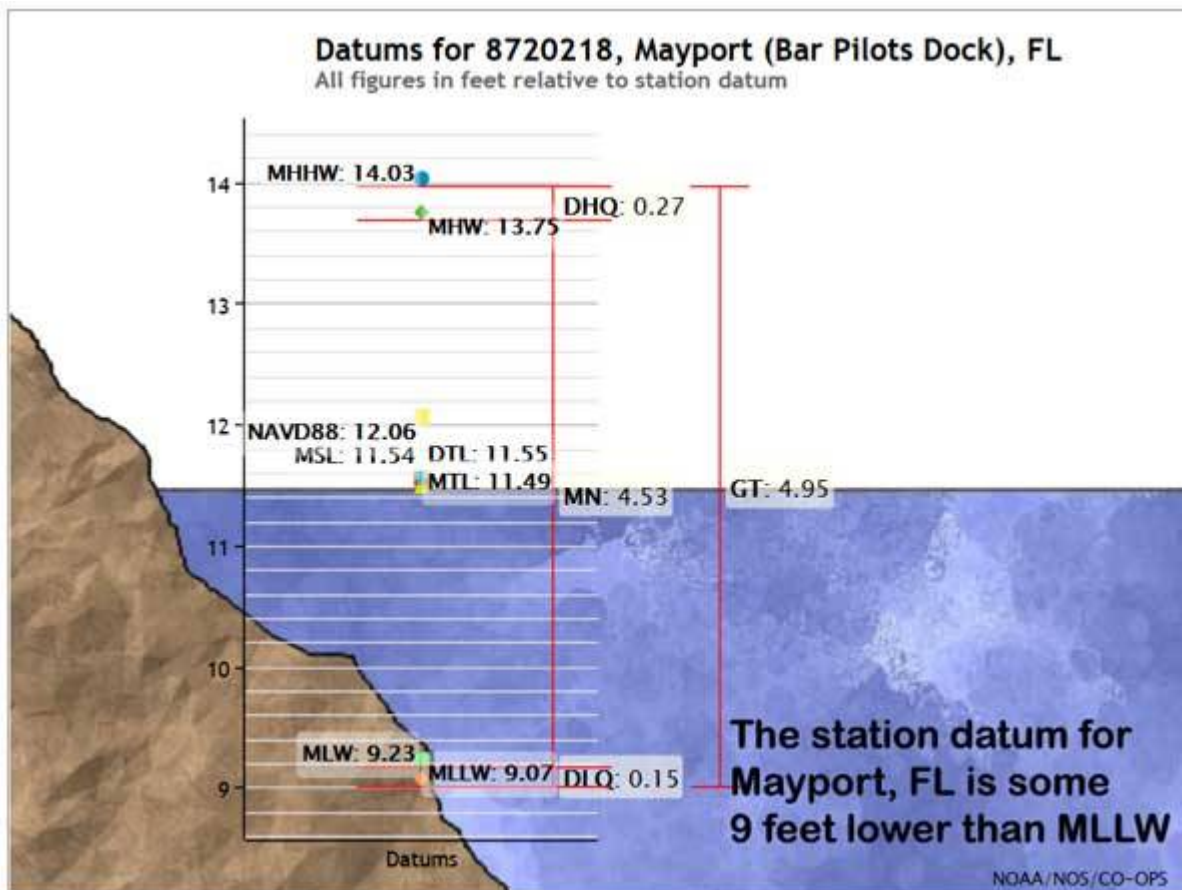 Datums for 8720218, Mayport (Bar Pilots Dock), FL
All figures in feet relative to station datum
MHHW: 14.03
14
DHQ: 0.27
MHW: 13.75
13
12
NAVD88: 12.06
MSL: 11.54 DTL: 11.55
MTL: 11.49
MN: 4.53
GT: 4.95
11
10
MLW: 9.23
MLLW: 9.07
DLQ: 0.15
9
The station datum for
Mayport, FL is some
9 feet lower than MLLW
Datums
NOAA/NOS/CO-OPS